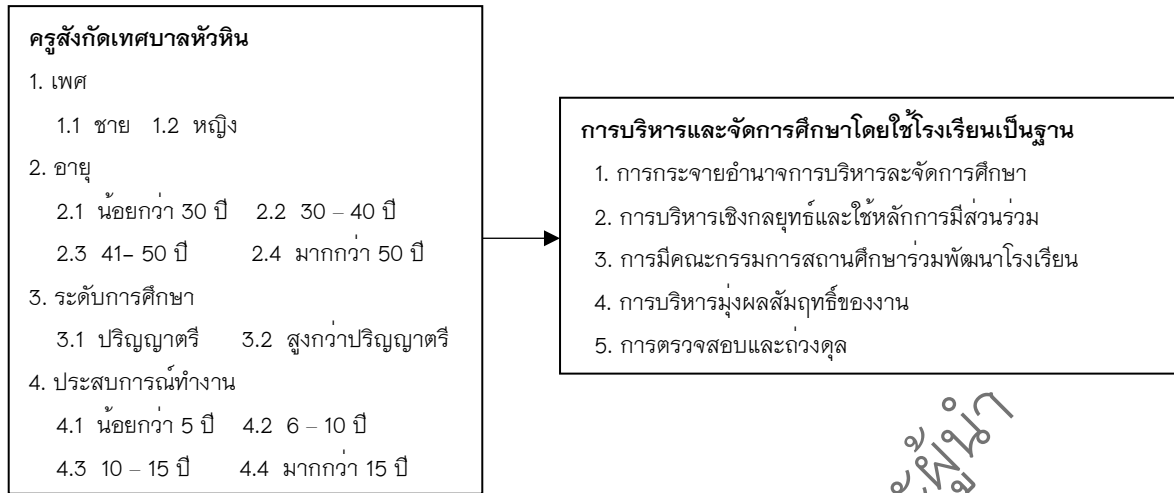 ครูสังกัดเทศบาลหัวหิน
1. เพศ
1.1 ชาย 1.2 หญิง
2. อายุ
2.1 น้อยกว่า 30 ปี 2.2 30 – 40 ปี
2.3 41– 50 ปี 2.4 มากกว่า 50 ปี
3. ระดับการศึกษา
3.1 ปริญญาตรี 3.2 สูงกว่าปริญญาตรี
4. ประสบการณ์ทำงาน
4.1 น้อยกว่า 5 ปี 4.2 6 – 10 ปี
4.3 10 – 15 ปี 4.4 มากกว่า 15 ปี
การบริหารและจัดการศึกษาโดยใช้โรงเรียนเป็นฐาน
1. การกระจายอำนาจการบริหารละจัดการศึกษา
2. การบริหารเชิงกลยุทธ์และใช้หลักการมีส่วนร่วม
3. การมีคณะกรรมการสถานศึกษาร่วมพัฒนาโรงเรียน
4. การบริหารมุ่งผลสัมฤทธิ์ของงาน
5. การตรวจสอบและถ่วงดุล